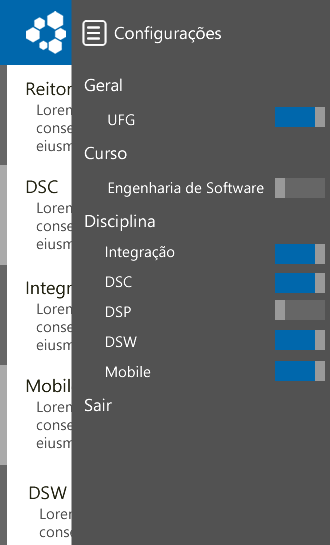 Configurações
Geral
UFG
Curso
Engenharia de Software
Disciplina
Integração
DSC
DSP
DSW
Mobile
Sair
Reitor
Lorem
conse
eiusm
DSC
Lorem
conse
eiusm
Integr
Lorem
conse
eiusm
Mobil
Lorem
conse
eiusm
DSW
Lorem
conse